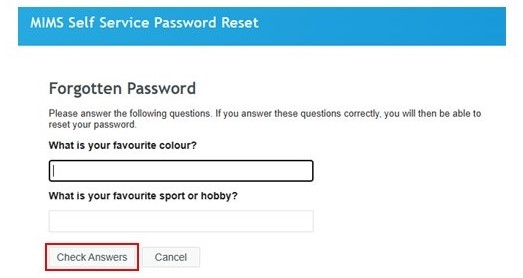 MIMS Self Service Password Reset
Forgotten Password
Please answer the following questions. If you answer these questions correctly, you will then be able to
reset your password.
What is your favourite colour?
What is your favourite sport or hobby?
Check Answers Cancel